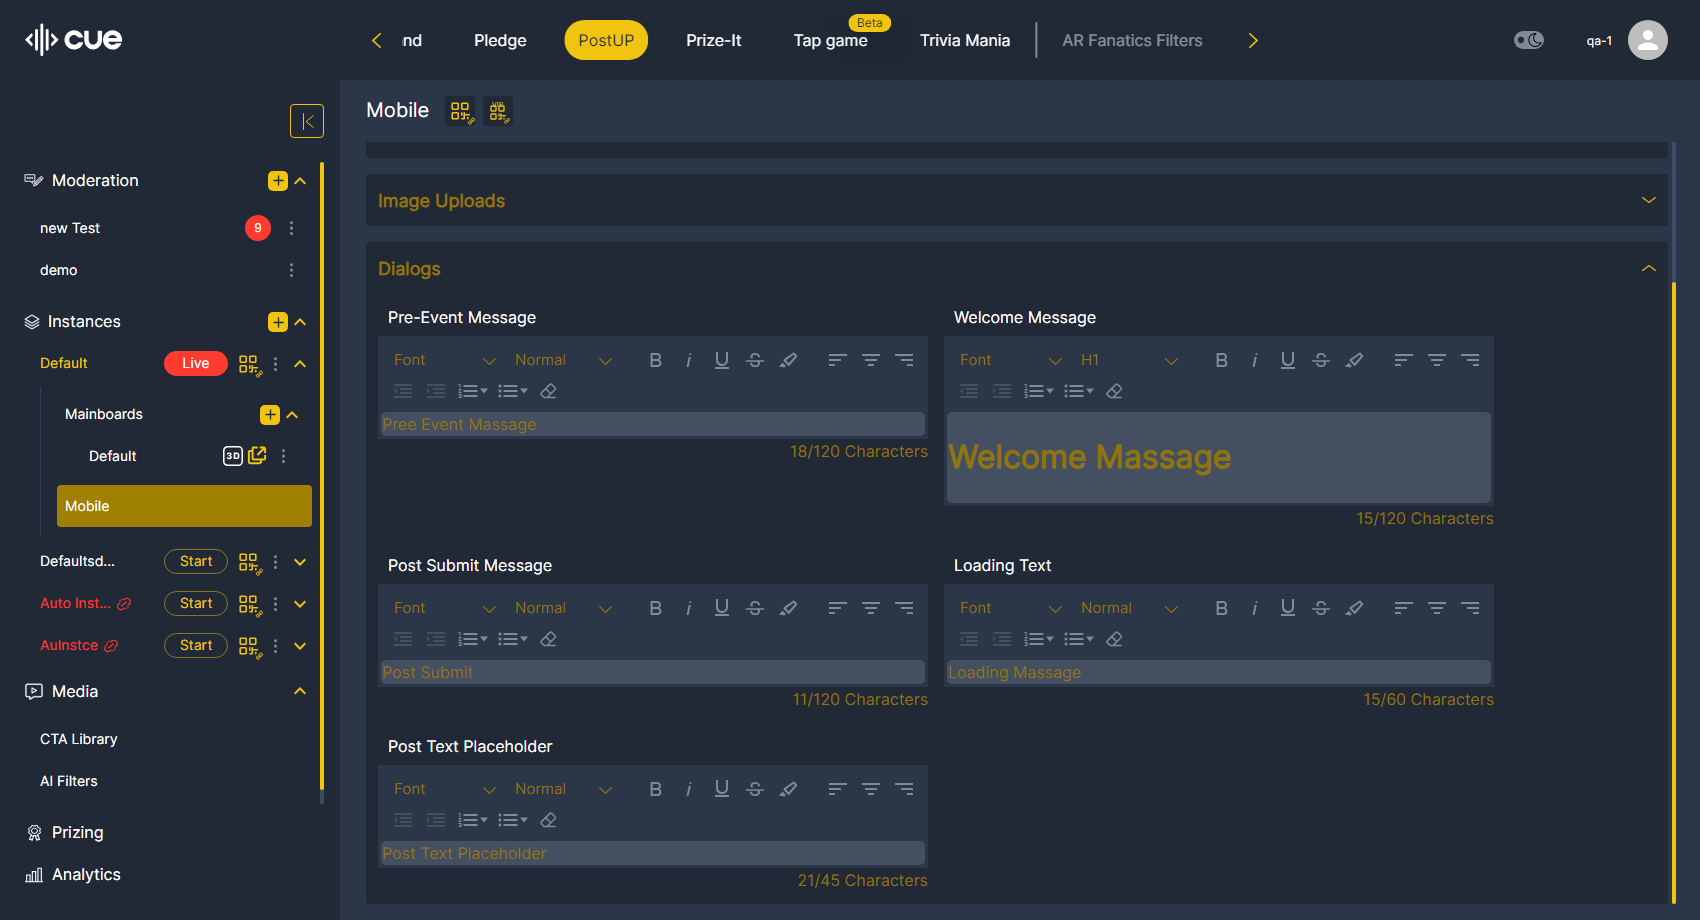 cue
nd
Pledge
PostUP
Prize-It
Tap game
Beta
Trivia Mania
AR Fanatics Filters
qa-1
Mobile
VIP
Moderation
new Test
9
demo
Instances
Default
Live
Mainboards
Default
3D
Mobile
Defaultsd...
Start
Auto Inst...
Start
AuInstce
Start
Media
CTA Library
AI Filters
Prizing
Analytics
Image Uploads
Dialogs
Pre-Event Message
Font Normal B i U S
Pree Event Massage
18/120 Characters
Welcome Message
Font H1 B i U S
Welcome Massage
15/120 Characters
Post Submit Message
Font Normal B i U S
Post Submit
11/120 Characters
Loading Text
Font Normal B i U S
Loading Massage
15/60 Characters
Post Text Placeholder
Font Normal B i U S
Post Text Placeholder
21/45 Characters